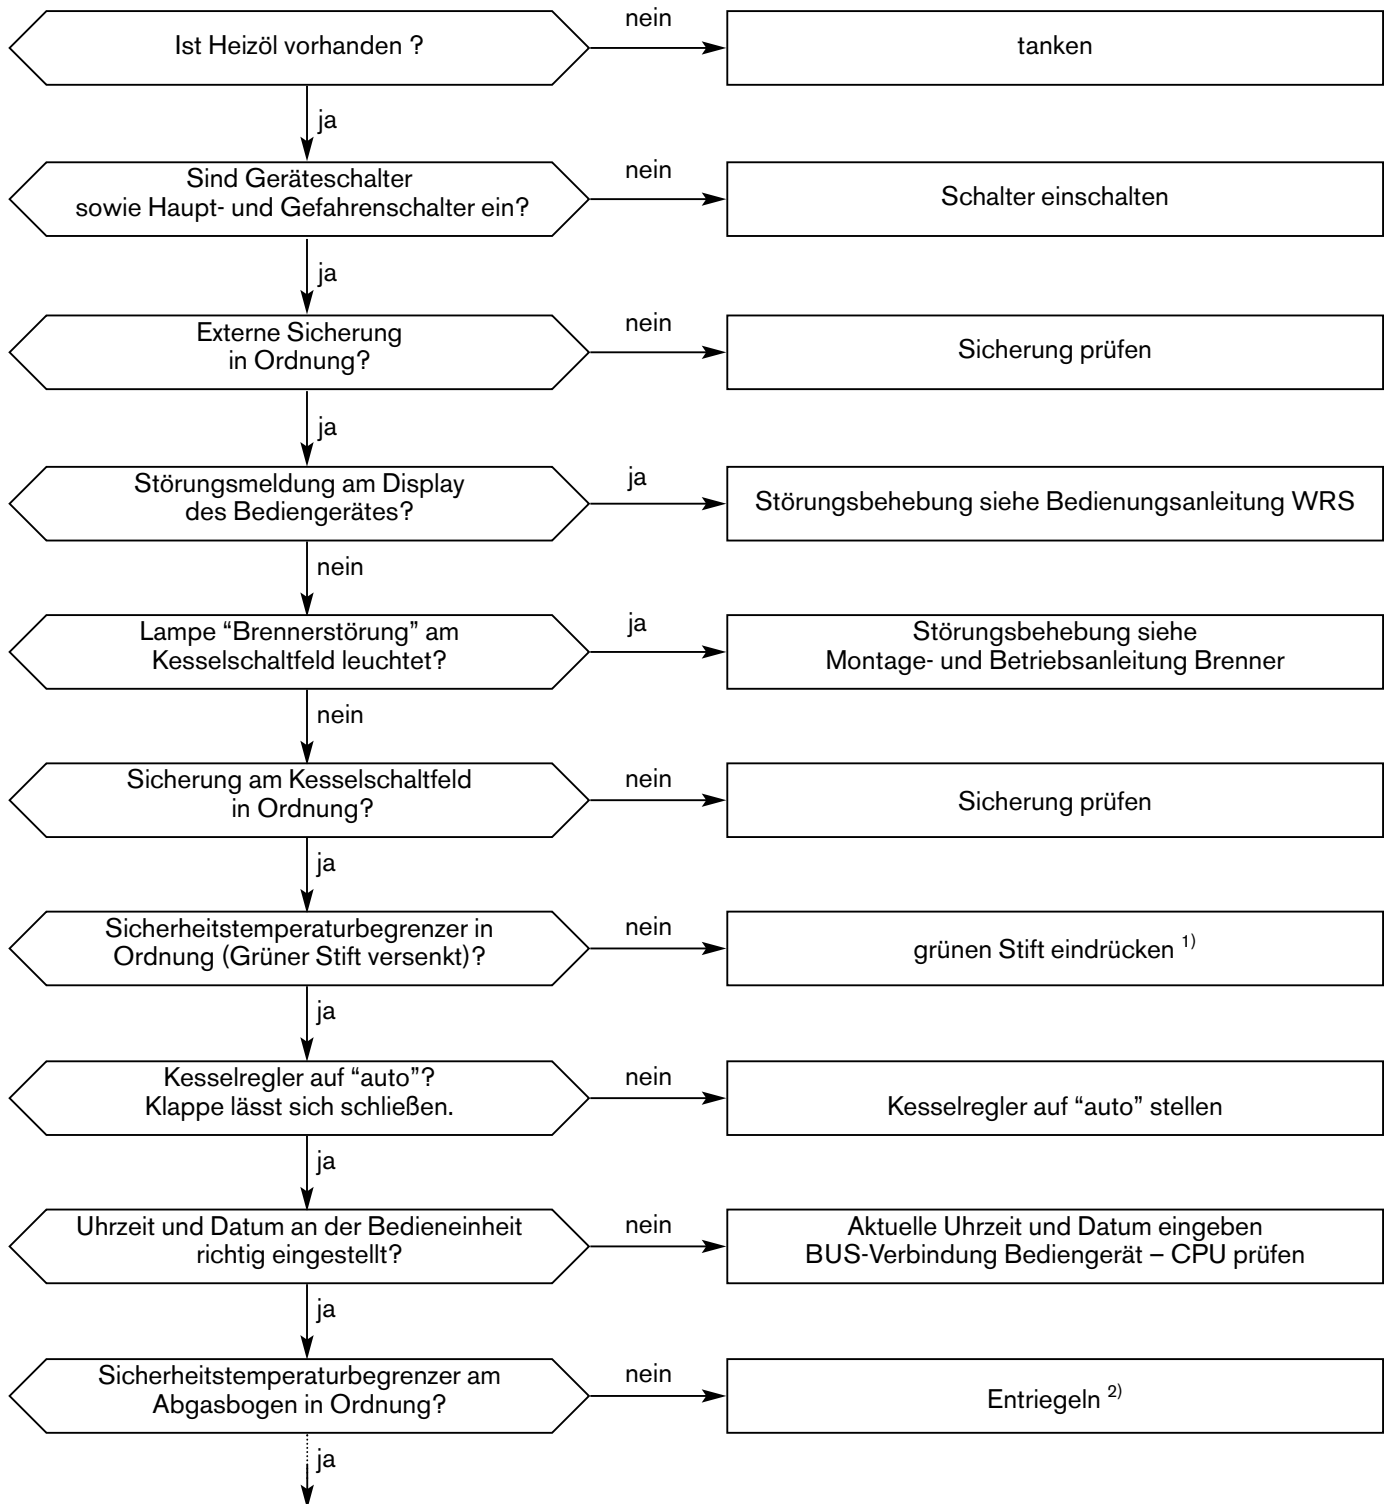 Ist Heizöl vorhanden ?
nein
tanken
ja
Sind Geräteschalter
sowie Haupt- und Gefahrenschalter ein?
nein
Schalter einschalten
ja
Externe Sicherung
in Ordnung?
nein
Sicherung prüfen
ja
Störungsmeldung am Display
des Bediengerätes?
ja
Störungsbehebung siehe Bedienungsanleitung WRS
nein
Lampe “Brennerstörung” am
Kesselschaltfeld leuchtet?
ja
Störungsbehebung siehe
Montage- und Betriebsanleitung Brenner
nein
Sicherung am Kesselschaltfeld
in Ordnung?
nein
Sicherung prüfen
ja
Sicherheitstemperaturbegrenzer in
Ordnung (Grüner Stift versenkt)?
nein
grünen Stift eindrücken 1)
ja
Kesselregler auf “auto”?
Klappe lässt sich schließen.
nein
Kesselregler auf “auto” stellen
ja
Uhrzeit und Datum an der Bedieneinheit
richtig eingestellt?
nein
Aktuelle Uhrzeit und Datum eingeben
BUS-Verbindung Bediengerät – CPU prüfen
ja
Sicherheitstemperaturbegrenzer am
Abgasbogen in Ordnung?
nein
Entriegeln 2)
ja